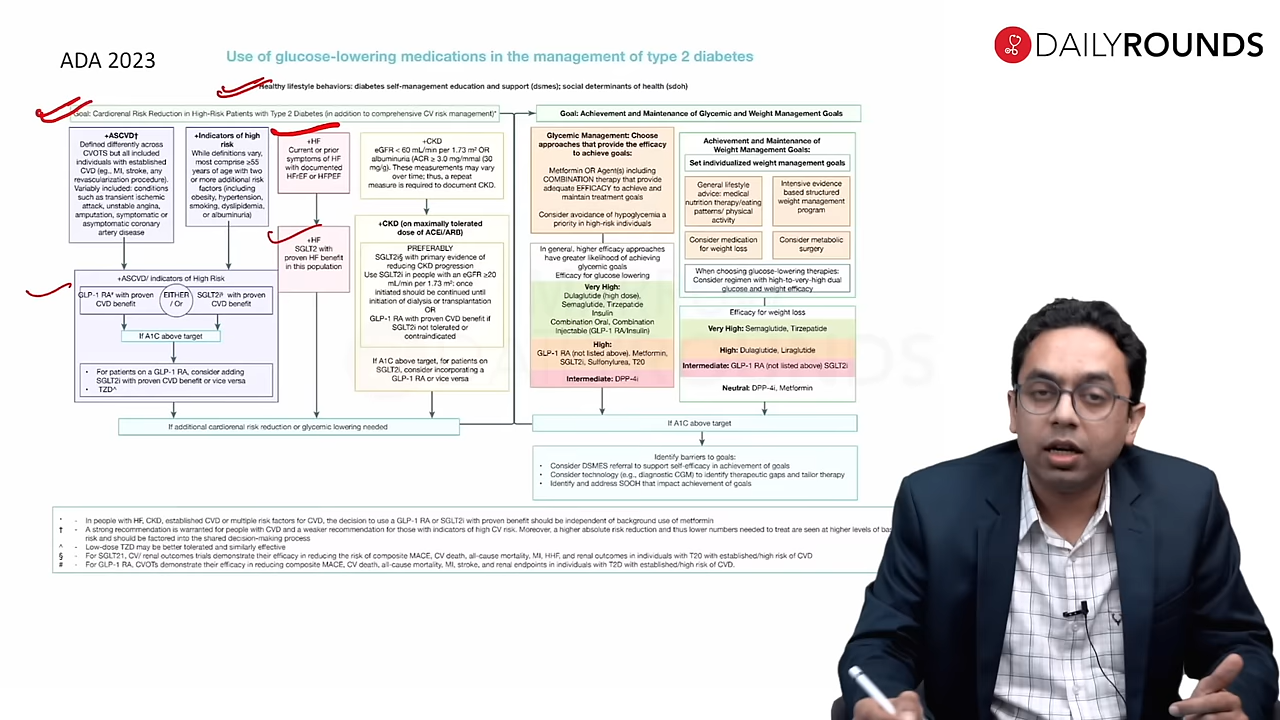 DAILYROUNDS
ADA 2023
Use of glucose-lowering medications in the management of type 2 diabetes
Healthy lifestyle behaviors: diabetes self-management education and support (dsmes); social determinants of health (sdoh)
Goal: Cardiorenal Risk Reduction in High-Risk Patients with Type 2 Diabetes (in addition to comprehensive CV risk management)*
+ASCVD†
Defined differently across
CVOTS but all included
individuals with established
CVD (eg., MI, stroke, any
revascularization procedure).
Variably included: conditions
such as transient ischemic
attack, unstable angina,
amputation, symptomatic or
asymptomatic coronary
artery disease
+Indicators of high
risk
While definitions vary,
most comprise ≥55
years of age with two
or more additional risk
factors (including
obesity, hypertension,
smoking, dyslipidemia,
or albuminuria)
+HF
Current or prior
symptoms of HF
with documented
HFrEF or HFPEF
+CKD
eGFR < 60 mL/min per 1.73 m² OR
albuminuria (ACR ≥ 3.0 mg/mmal (30
mg/g). These measurements may vary
over time; thus, a repeat
measure is required to document CKD.
+HF
SGLT2 with
proven HF benefit
in this population
+CKD (on maximally tolerated
dose of ACEI/ARB)
PREFERABLY
SGLT2i§ with primary evidence of
reducing CKD progression
Use SGLT2i in people with an eGFR ≥20
mL/min per 1.73 m²: once
initiated should be continued until
initiation of dialysis or transplantation
OR
GLP-1 RA with proven CVD benefit if
SGLT2i not tolerated or
contraindicated
If A1C above target, for patients on
SGLTi, consider incorporating a
GLP-1 RA or vice versa
+ASCVD/ indicators of High Risk
GLP-1 RA# with proven
CVD benefit
EITHER
/ Or
SGLT2i§ with proven
CVD benefit
If A1C above target
• For patients on a GLP-1 RA, consider adding
SGLT2i with proven CVD benefit or vice versa
• TZD^
If additional cardiorenal risk reduction or glycemic lowering needed
Goal: Achievement and Maintenance of Glycemic and Weight Management Goals
Glycemic Management: Choose
approaches that provide the efficacy
to achieve goals:
Metformin OR Agent(s) including
COMBINATION therapy that provide
adequate EFFICACY to achieve and
maintain treatment goals
Consider avoidance of hypoglycemia a
priority in high-risk individuals
In general, higher efficacy approaches
have greater likelihood of achieving
glycemic goals
Efficacy for glucose lowering
Very High:
Dulaglutide (high dose),
Semaglutide, Tirzepatide
Insulin
Combination Oral, Combination
Injectable (GLP-1 RA/Insulin)
High:
GLP-1 RA (not listed above), Metformin,
SGLT2i, Sulfonylurea, T20
Intermediate: DPP-4i
Achievement and Maintenance of
Weight Management Goals:
Set individualized weight management goals
General lifestyle
advice: medical
nutrition therapy/eating
patterns/ physical
activity
Intensive evidence
based structured
weight management
program
Consider medication
for weight loss
Consider metabolic
surgery
When choosing glucose-lowering therapies:
Consider regimen with high-to-very-high dual
glucose and weight efficacy
Efficacy for weight loss
Very High: Semaglutide, Tirzepatide
High: Dulaglutide, Liraglutide
Intermediate: GLP-1 RA (not listed above) SGLT2i
Neutral: DPP-4i, Metformin
If A1C above target
Identify barriers to goals:
• Consider DSMES referral to support self-efficacy in achievement of goals
• Consider technology (e.g., diagnostic CGM) to identify therapeutic gaps and tailor therapy
• Identify and address SOOH that impact achievement of goals
* - In people with HF, CKD, established CVD or multiple risk factors for CVD, the decision to use a GLP-1 RA or SGLT2i with proven benefit should be independent of background use of metformin
† - A strong recommendation is warranted for people with CVD and a weaker recommendation for those with indicators of high CV risk. Moreover, a higher absolute risk reduction and thus lower numbers needed to treat are seen at higher levels of
risk and should be factored into the shared decision-making process
^ - Low-dose TZD may be better tolerated and similarly effective
§ - For SGLT21, CV/ renal outcomes trials demonstrate their efficacy in reducing the risk of composite MACE, CV death, all-cause mortality, MI, HHF, and renal outcomes in individuals with T20 with established/high risk of CVD
# - For GLP-1 RA, CVOTs demonstrate their efficacy in reducing composite MACE, CV death, all-cause mortality, MI, stroke, and renal endpoints in individuals with T2D with established/high risk of CVD.